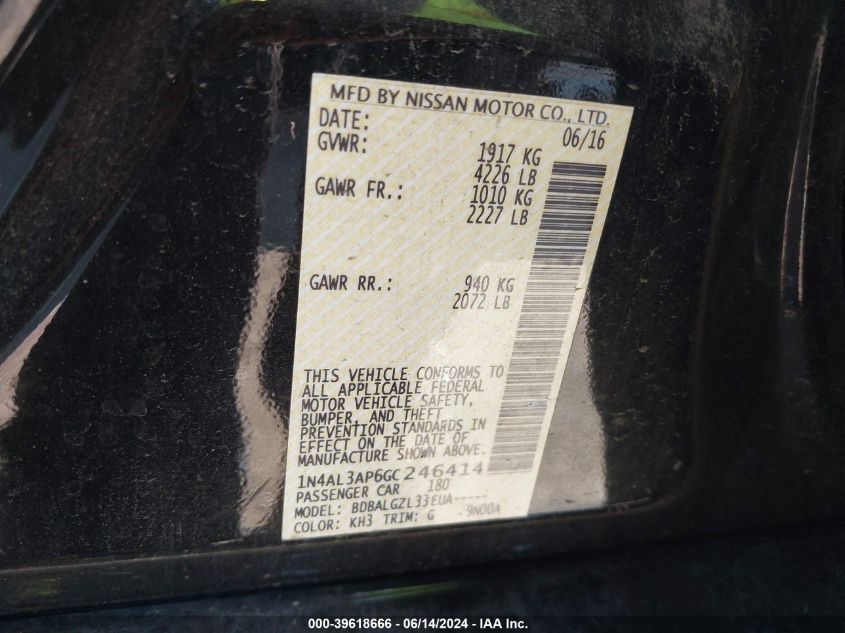 MFD BY NISSAN MOTOR CO., LTD.
DATE: 06/16
GVWR: 1917 KG
4226 LB
GAWR FR.: 1010 KG
2227 LB
GAWR RR.: 940 KG
2072 LB
THIS VEHICLE CONFORMS TO
ALL APPLICABLE FEDERAL
MOTOR VEHICLE SAFETY,
BUMPER, AND THEFT
PREVENTION STANDARDS IN
EFFECT ON THE DATE OF
MANUFACTURE SHOWN ABOVE.
1N4AL3AP6GC246414
PASSENGER CAR 180
MODEL: BDBALGZL33EUA-----
COLOR: KH3 TRIM: G -9N00A
000-39618666 - 06/14/2024 - IAA Inc.